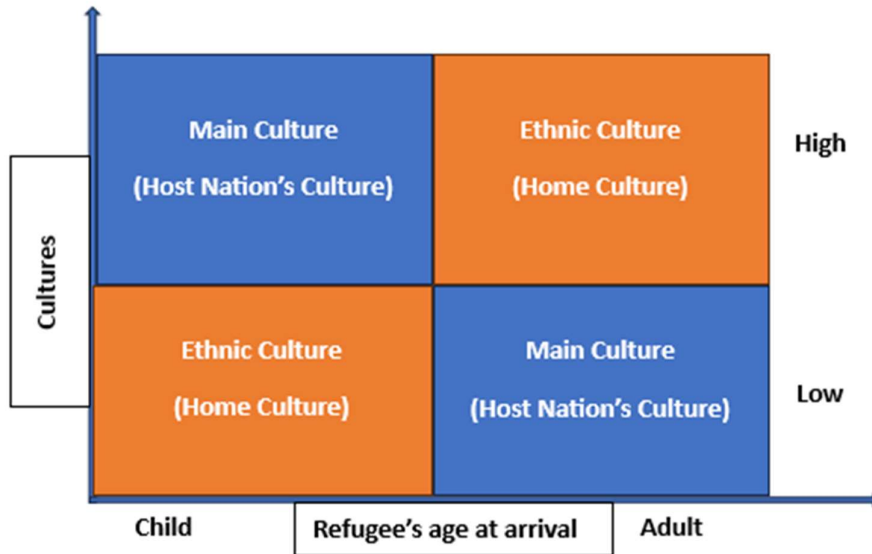 Main Culture
(Host Nation's Culture)
Ethnic Culture
(Home Culture)
High
Cultures
Ethnic Culture
(Home Culture)
Main Culture
(Host Nation's Culture)
Low
Child
Refugee's age at arrival
Adult